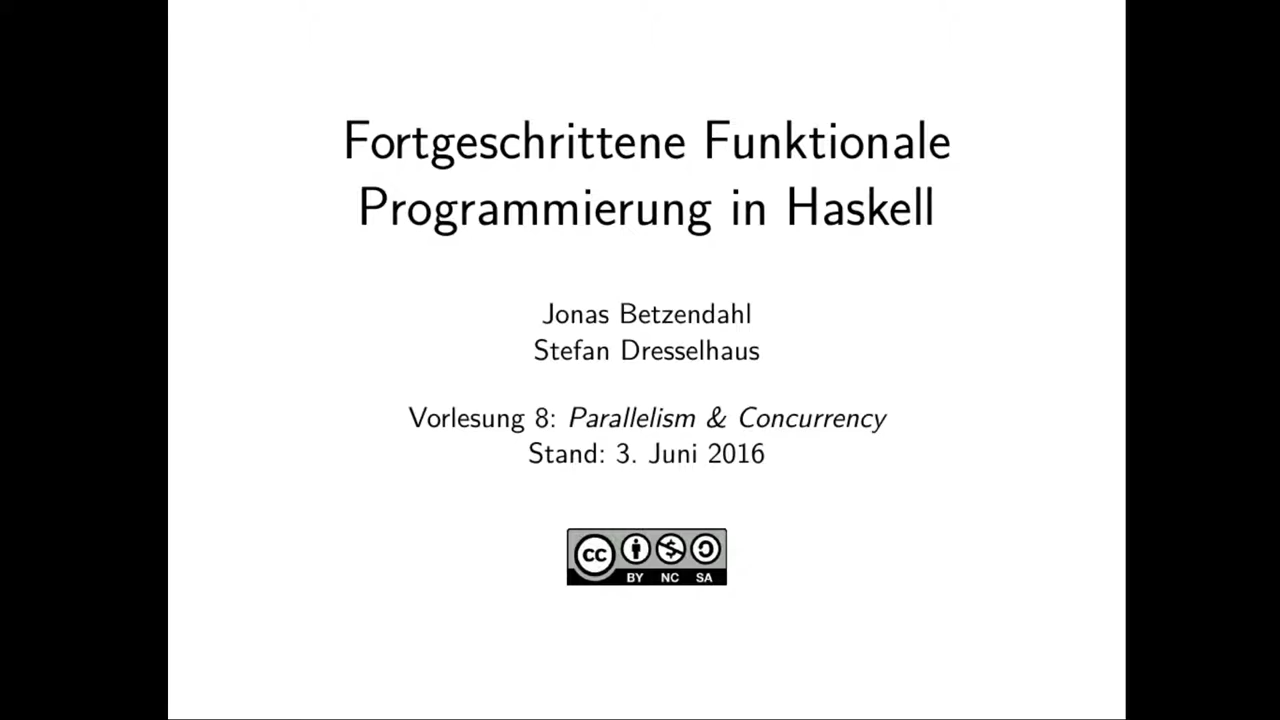 Fortgeschrittene Funktionale
Programmierung in Haskell
Jonas Betzendahl
Stefan Dresselhaus
Vorlesung 8: Parallelism & Concurrency
Stand: 3. Juni 2016
cc
BY NC SA